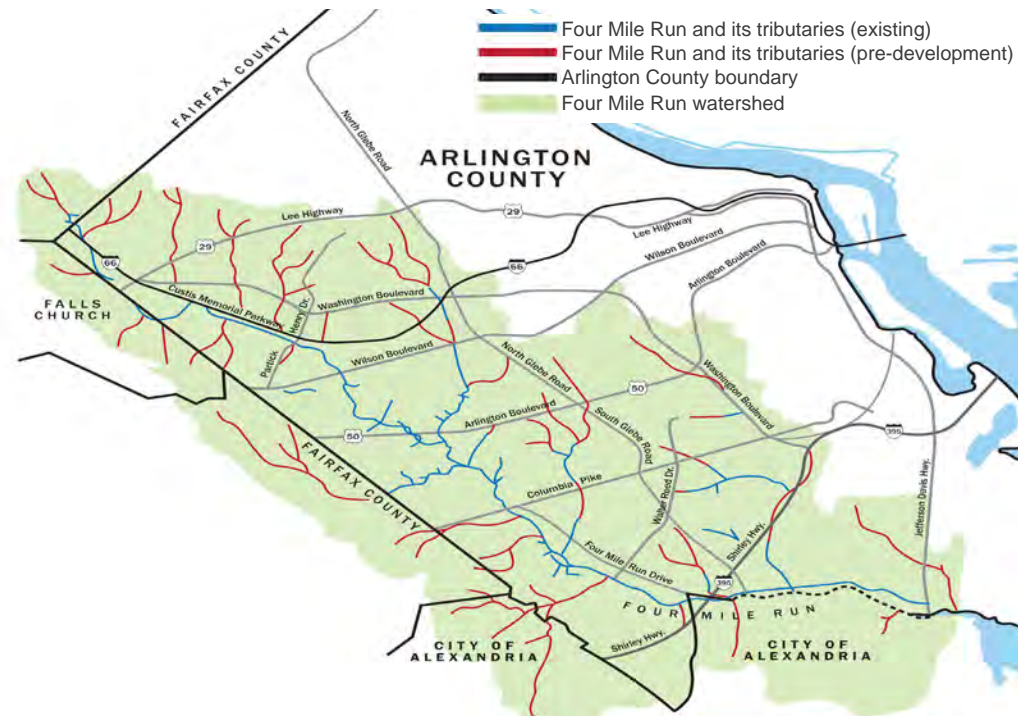 Four Mile Run and its tributaries (existing)
Four Mile Run and its tributaries (pre-development)
Arlington County boundary
Four Mile Run watershed
FAIRFAX COUNTY
North Glebe Road
ARLINGTON
COUNTY
Lee Highway
29
Lee Highway
29
Wilson Boulevard
66
Arlington Boulevard
66
Custis Memorial Parkway
Washington Boulevard
FALLS
CHURCH
Henry Dr.
Partick
Wilson Boulevard
North Glebe Road
Washington Boulevard
50
Arlington Boulevard
South Glebe Road
50
395
FAIRFAX COUNTY
Columbia Pike
Walter Reed Dr.
Jefferson Davis Hwy.
Shirley Hwy.
Four Mile Run Drive
395
FOUR MILE RUN
Shirley Hwy.
CITY OF
ALEXANDRIA
CITY OF
ALEXANDRIA